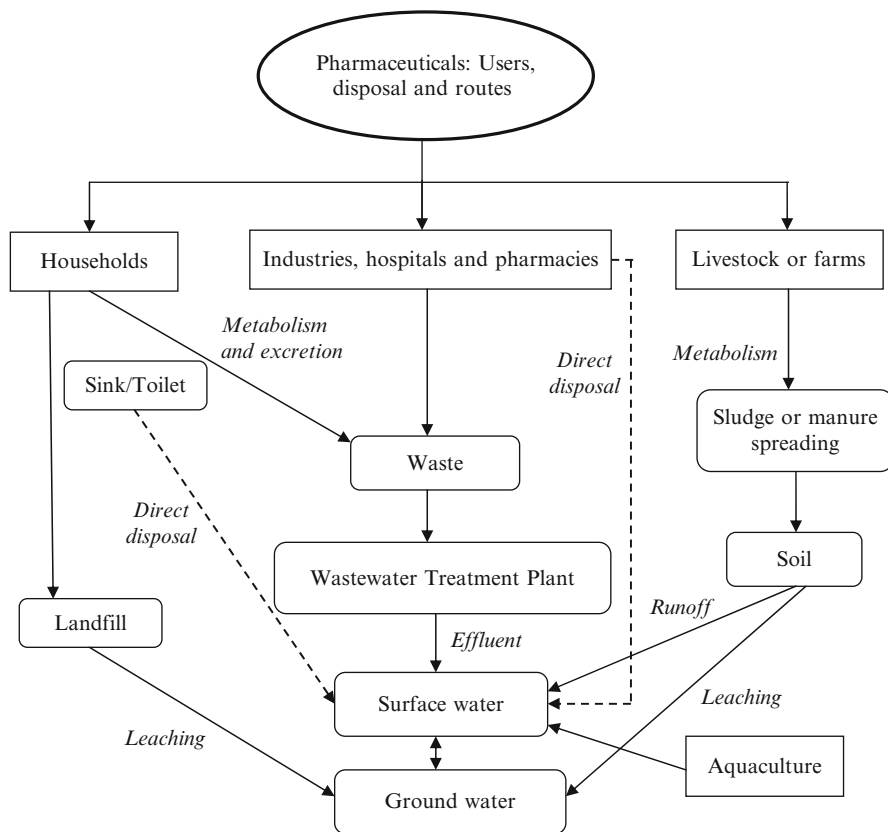 Pharmaceuticals: Users,
disposal and routes
Households
Industries, hospitals and pharmacies
Livestock or farms
Metabolism
and excretion
Direct
disposal
Metabolism
Sink/Toilet
Sludge or manure
spreading
Waste
Direct
disposal
Soil
Wastewater Treatment Plant
Landfill
Runoff
Effluent
Surface water
Leaching
Leaching
Aquaculture
Ground water